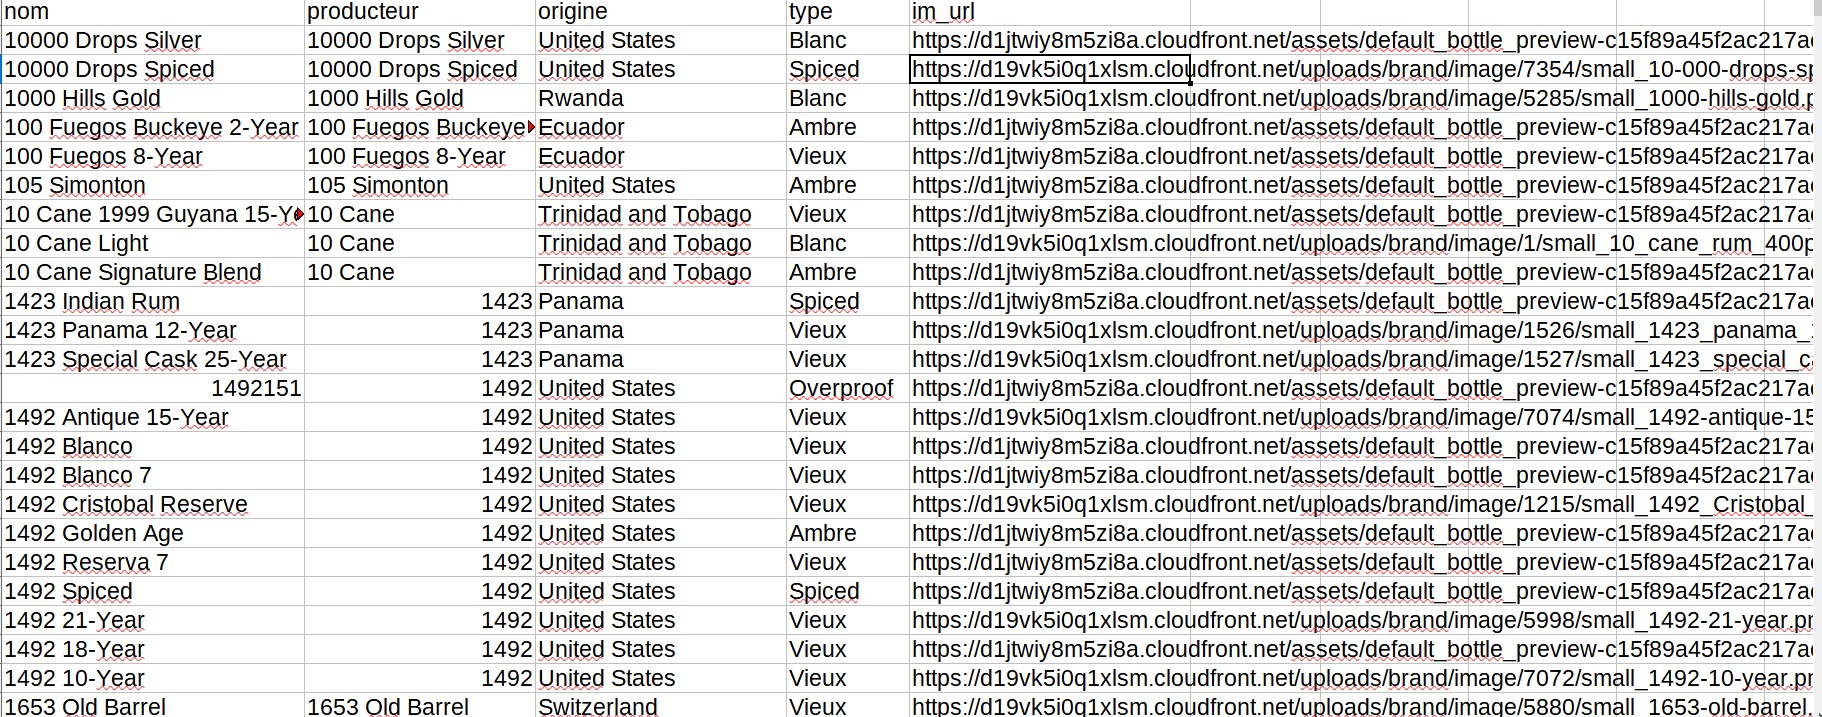 nom producteur origine type im_url
10000 Drops Silver 10000 Drops Silver United States Blanc https://d1jtwiy8m5zi8a.cloudfront.net/assets/default_bottle_preview-c15f89a45f2ac217a
10000 Drops Spiced 10000 Drops Spiced United States Spiced https://d19vk5i0q1xlsm.cloudfront.net/uploads/brand/image/7354/small_10-000-drops-sp
1000 Hills Gold 1000 Hills Gold Rwanda Blanc https://d19vk5i0q1xlsm.cloudfront.net/uploads/brand/image/5285/small_1000-hills-gold.p
100 Fuegos Buckeye 2-Year 100 Fuegos Buckeye Ecuador Ambre https://d1jtwiy8m5zi8a.cloudfront.net/assets/default_bottle_preview-c15f89a45f2ac217a
100 Fuegos 8-Year 100 Fuegos 8-Year Ecuador Vieux https://d1jtwiy8m5zi8a.cloudfront.net/assets/default_bottle_preview-c15f89a45f2ac217a
105 Simonton 105 Simonton United States Ambre https://d1jtwiy8m5zi8a.cloudfront.net/assets/default_bottle_preview-c15f89a45f2ac217a
10 Cane 1999 Guyana 15-Ye 10 Cane Trinidad and Tobago Vieux https://d1jtwiy8m5zi8a.cloudfront.net/assets/default_bottle_preview-c15f89a45f2ac217a
10 Cane Light 10 Cane Trinidad and Tobago Blanc https://d19vk5i0q1xlsm.cloudfront.net/uploads/brand/image/1/small_10_cane_rum_400p
10 Cane Signature Blend 10 Cane Trinidad and Tobago Ambre https://d1jtwiy8m5zi8a.cloudfront.net/assets/default_bottle_preview-c15f89a45f2ac217a
1423 Indian Rum 1423 Panama Spiced https://d1jtwiy8m5zi8a.cloudfront.net/assets/default_bottle_preview-c15f89a45f2ac217a
1423 Panama 12-Year 1423 Panama Vieux https://d19vk5i0q1xlsm.cloudfront.net/uploads/brand/image/1526/small_1423_panama_
1423 Special Cask 25-Year 1423 Panama Vieux https://d19vk5i0q1xlsm.cloudfront.net/uploads/brand/image/1527/small_1423_special_ca
1492151 1492 United States Overproof https://d1jtwiy8m5zi8a.cloudfront.net/assets/default_bottle_preview-c15f89a45f2ac217a
1492 Antique 15-Year 1492 United States Vieux https://d19vk5i0q1xlsm.cloudfront.net/uploads/brand/image/7074/small_1492-antique-15
1492 Blanco 1492 United States Vieux https://d1jtwiy8m5zi8a.cloudfront.net/assets/default_bottle_preview-c15f89a45f2ac217a
1492 Blanco 7 1492 United States Vieux https://d1jtwiy8m5zi8a.cloudfront.net/assets/default_bottle_preview-c15f89a45f2ac217a
1492 Cristobal Reserve 1492 United States Vieux https://d19vk5i0q1xlsm.cloudfront.net/uploads/brand/image/1215/small_1492_Cristobal_
1492 Golden Age 1492 United States Ambre https://d1jtwiy8m5zi8a.cloudfront.net/assets/default_bottle_preview-c15f89a45f2ac217a
1492 Reserva 7 1492 United States Vieux https://d1jtwiy8m5zi8a.cloudfront.net/assets/default_bottle_preview-c15f89a45f2ac217a
1492 Spiced 1492 United States Spiced https://d1jtwiy8m5zi8a.cloudfront.net/assets/default_bottle_preview-c15f89a45f2ac217a
1492 21-Year 1492 United States Vieux https://d19vk5i0q1xlsm.cloudfront.net/uploads/brand/image/5998/small_1492-21-year.pr
1492 18-Year 1492 United States Vieux https://d1jtwiy8m5zi8a.cloudfront.net/assets/default_bottle_preview-c15f89a45f2ac217a
1492 10-Year 1492 United States Vieux https://d19vk5i0q1xlsm.cloudfront.net/uploads/brand/image/7072/small_1492-10-year.pr
1653 Old Barrel 1653 Old Barrel Switzerland Vieux https://d19vk5i0q1xlsm.cloudfront.net/uploads/brand/image/5880/small_1653-old-barrel.